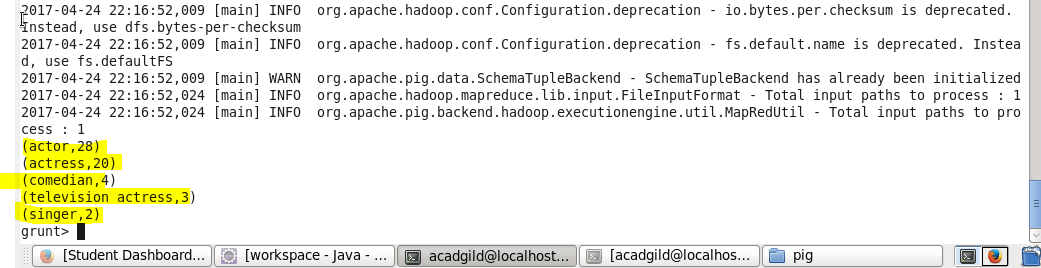 2017-04-24 22:16:52,009 [main] INFO  org.apache.hadoop.conf.Configuration.deprecation - io.bytes.per.checksum is deprecated.
Instead, use dfs.bytes-per-checksum
2017-04-24 22:16:52,009 [main] INFO  org.apache.hadoop.conf.Configuration.deprecation - fs.default.name is deprecated. Instea
d, use fs.defaultFS
2017-04-24 22:16:52,009 [main] WARN  org.apache.pig.data.SchemaTupleBackend - SchemaTupleBackend has already been initialized
2017-04-24 22:16:52,024 [main] INFO  org.apache.hadoop.mapreduce.lib.input.FileInputFormat - Total input paths to process : 1
2017-04-24 22:16:52,024 [main] INFO  org.apache.pig.backend.hadoop.executionengine.util.MapRedUtil - Total input paths to pro
cess : 1
(actor,28)
(actress,20)
(comedian,4)
(television actress,3)
(singer,2)
grunt>
[Student Dashboard... [workspace - Java - ... acadgild@localhost... [acadgild@localhos... pig